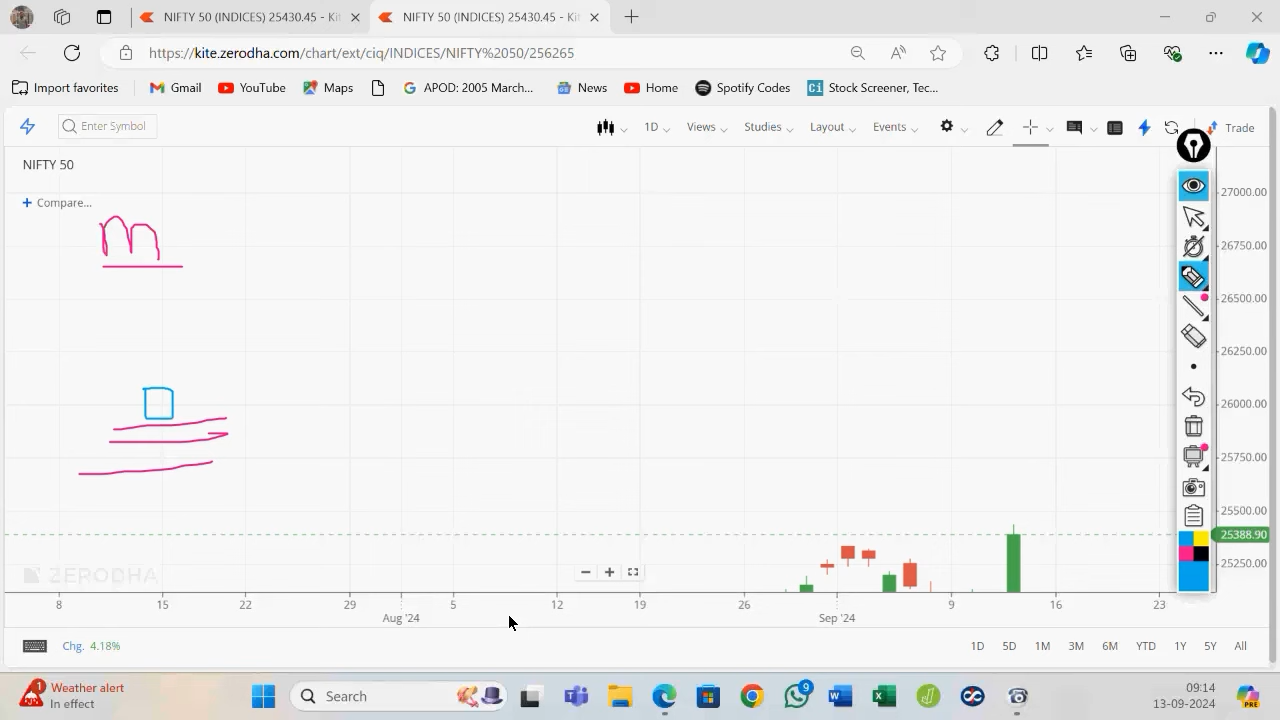 NIFTY 50 (INDICES) 25430.45 - Kit
NIFTY 50 (INDICES) 25430.45 - Kit
https://kite.zerodha.com/chart/ext/ciq/INDICES/NIFTY%2050/256265
Import favorites
Gmail
YouTube
Maps
APOD: 2005 March...
News
Home
Spotify Codes
Ci
Stock Screener, Tec...
Enter Symbol
1D
Views
Studies
Layout
Events
Trade
NIFTY 50
+ Compare...
m
27000.00
26750.00
26500.00
26250.00
26000.00
25750.00
25500.00
25388.90
25250.00
ZERODHA
8 15 22 29 5 12 19 26 9 16 23
Aug '24 Sep '24
Chg. 4.18%
1D 5D 1M 3M 6M YTD 1Y 5Y All
1
Weather alert
In effect
Search
9
09:14
13-09-2024
PRE